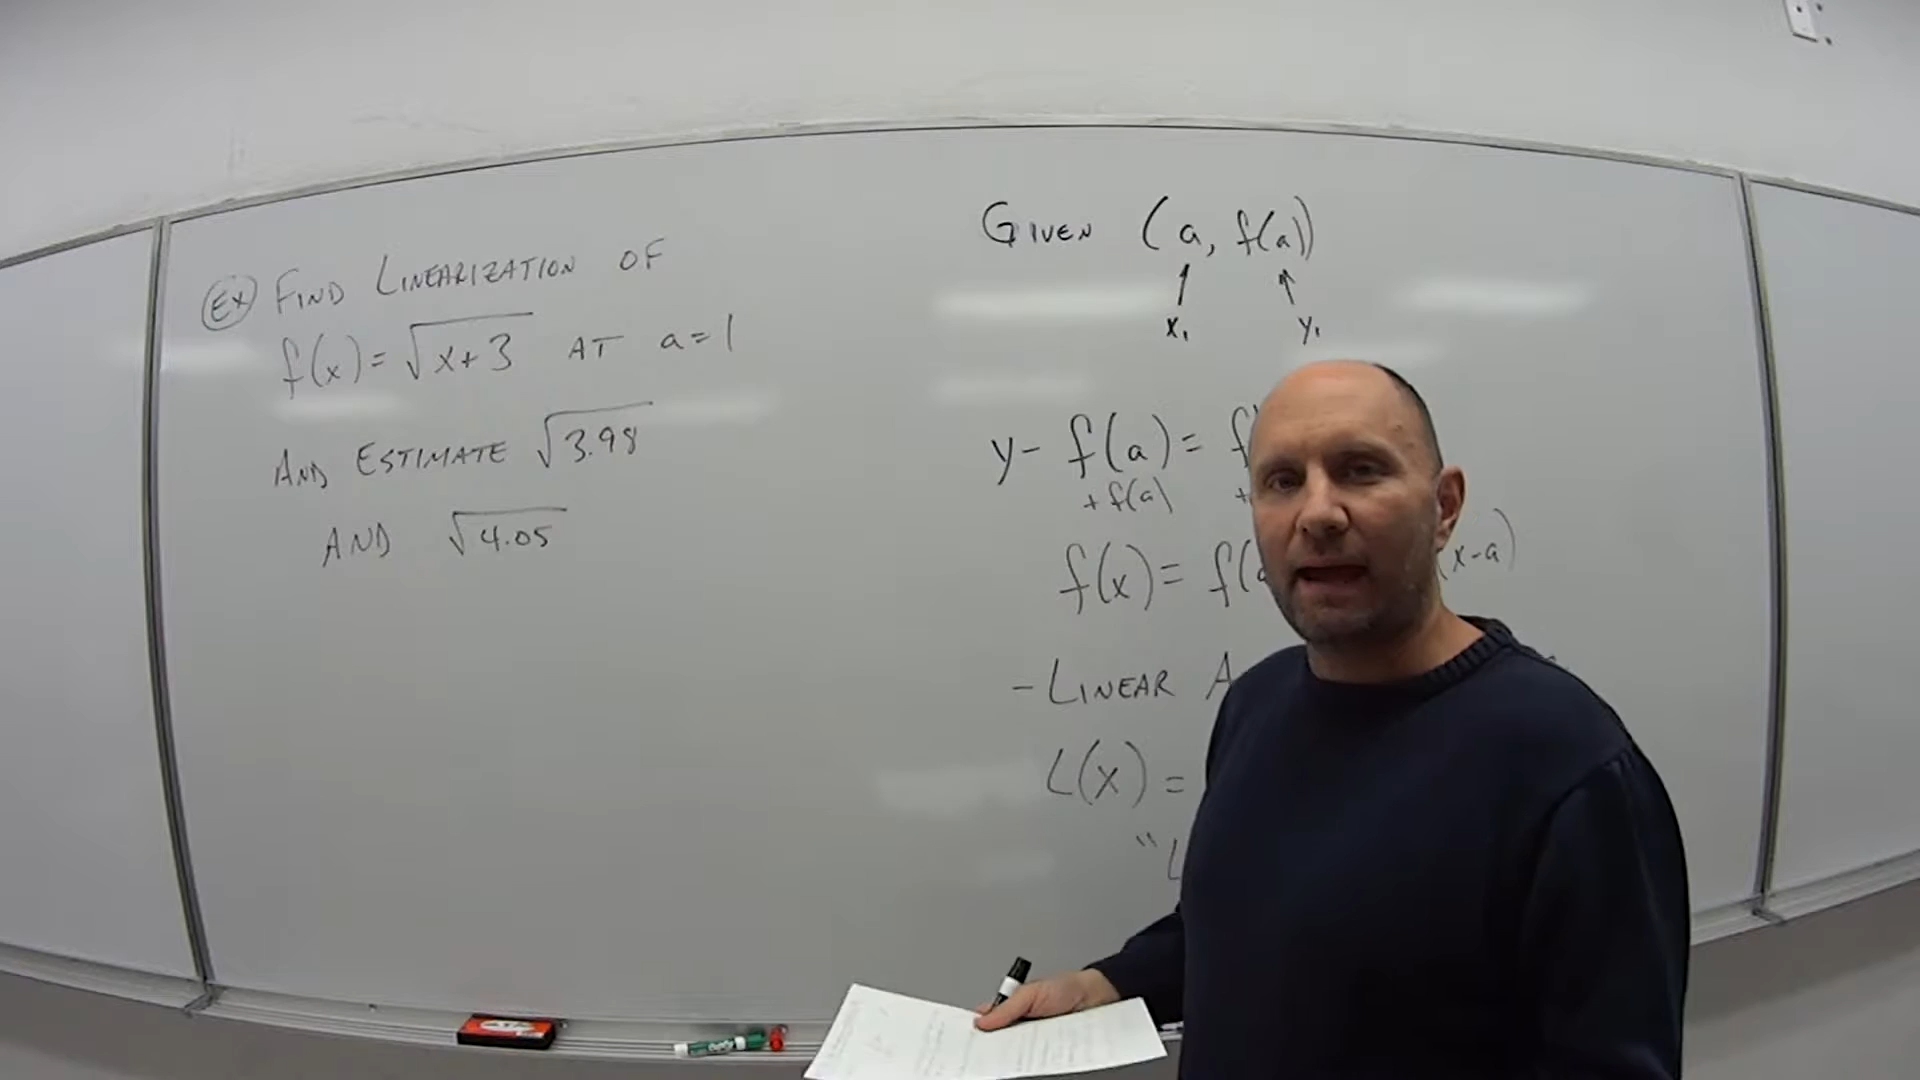 Ex FIND LINEARIZATION OF
f(x) = √x+3 AT a=1
AND ESTIMATE √3.98
AND √4.05
GIVEN (a, f(a))
x₁ y₁
y - f(a) = f
+ f(a) +
f(x) = f( (x-a)
- LINEAR A
L(x) =
"L